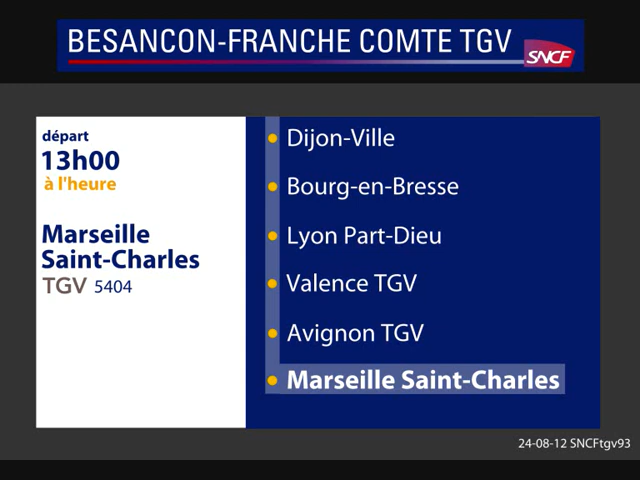 BESANCON-FRANCHE COMTE TGV
SNCF
départ
13h00
à l'heure
Marseille
Saint-Charles
TGV 5404
Dijon-Ville
Bourg-en-Bresse
Lyon Part-Dieu
Valence TGV
Avignon TGV
Marseille Saint-Charles
24-08-12 SNCFtgv93